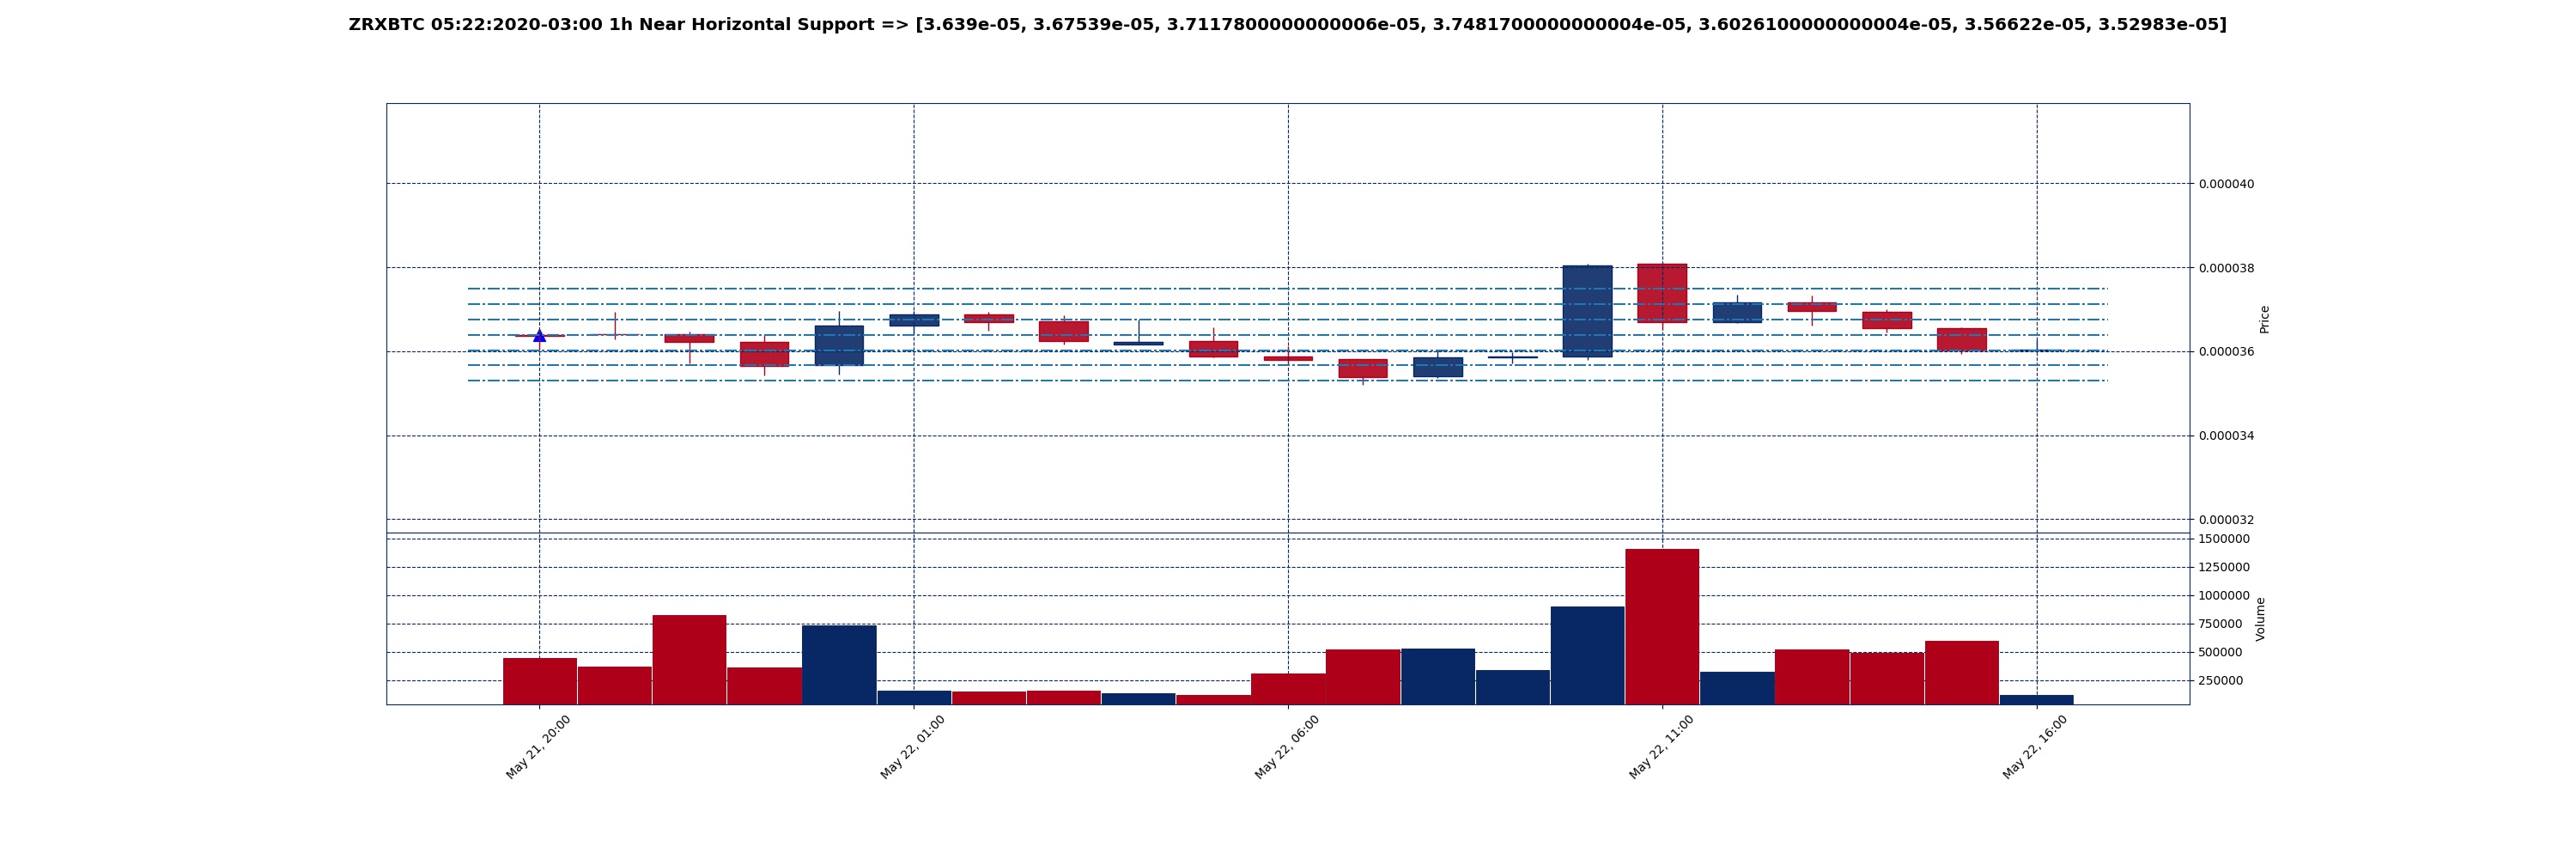 ZRXBTC 05:22:2020-03:00 1h Near Horizontal Support => [3.639e-05, 3.67539e-05, 3.7117800000000006e-05, 3.7481700000000004e-05, 3.6026100000000004e-05, 3.56622e-05, 3.52983e-05]
0.000040
0.000038
Price
0.000036
0.000034
0.000032
1500000
1250000
1000000
Volume
750000
500000
250000
May 21, 20:00
May 22, 01:00
May 22, 06:00
May 22, 11:00
May 22, 16:00